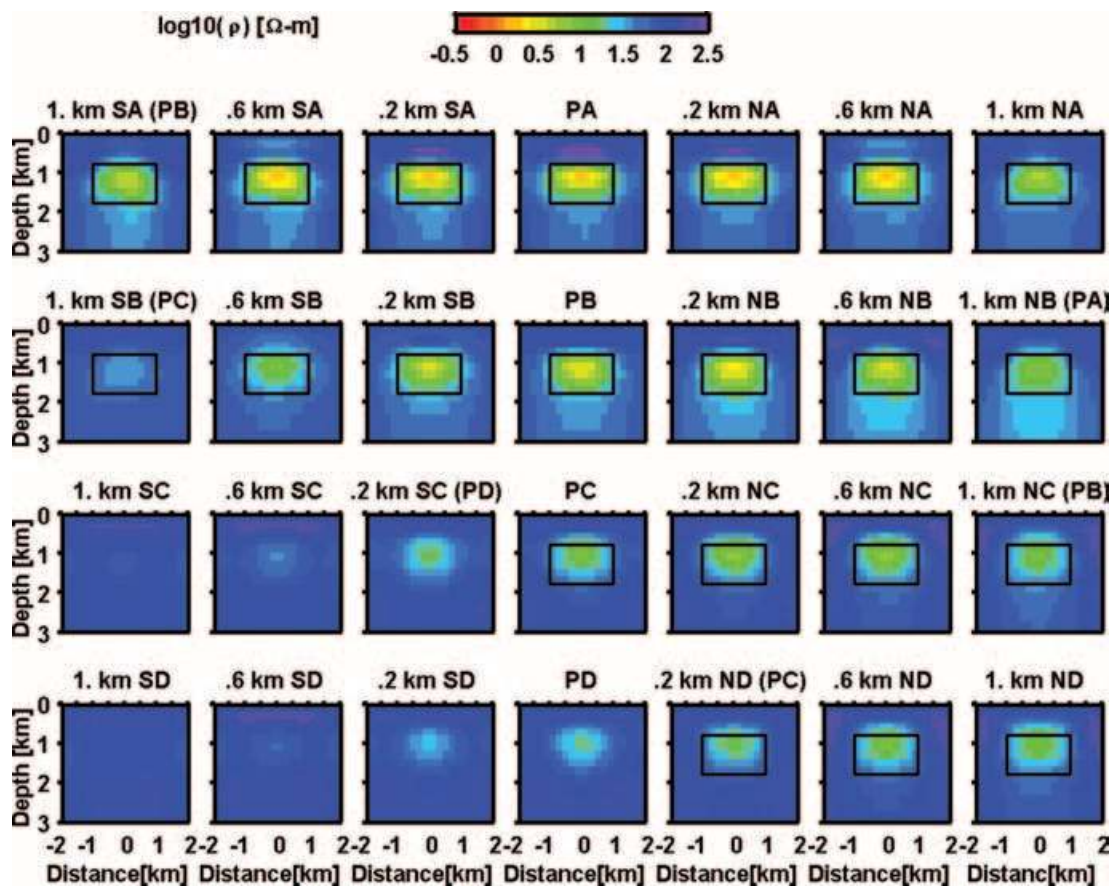 log10( ρ) [Ω-m]
-0.5 0 0.5 1 1.5 2 2.5
1. km SA (PB) .6 km SA .2 km SA PA .2 km NA .6 km NA 1. km NA
0
1
2
3
Depth [km]
1. km SB (PC) .6 km SB .2 km SB PB .2 km NB .6 km NB 1. km NB (PA)
0
1
2
3
Depth [km]
1. km SC .6 km SC .2 km SC (PD) PC .2 km NC .6 km NC 1. km NC (PB)
0
1
2
3
Depth [km]
1. km SD .6 km SD .2 km SD PD .2 km ND (PC) .6 km ND 1. km ND
0
1
2
3
Depth [km]
-2 -1 0 1 2-2 -1 0 1 2-2 -1 0 1 2-2 -1 0 1 2-2 -1 0 1 2-2 -1 0 1 2-2 -1 0 1 2
Distance[km] Distance[km] Distance[km] Distance[km] Distance[km] Distance[km] Distanc[km]